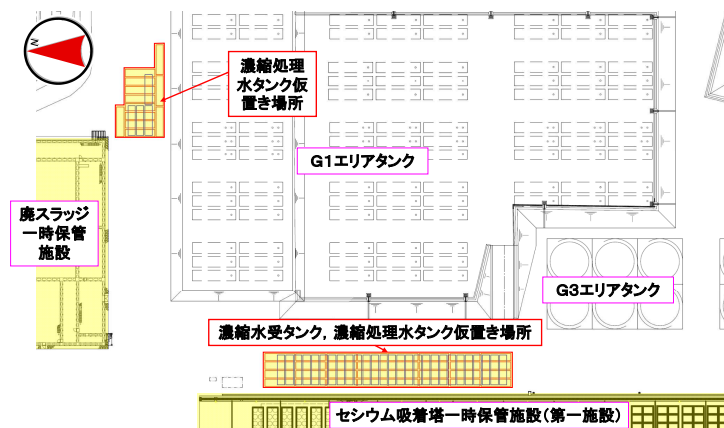 N
濃縮処理
水タンク仮
置き場所
G1エリアタンク
廃スラッジ
一時保管
施設
G3エリアタンク
濃縮水受タンク，濃縮処理水タンク仮置き場所
セシウム吸着塔一時保管施設（第一施設）